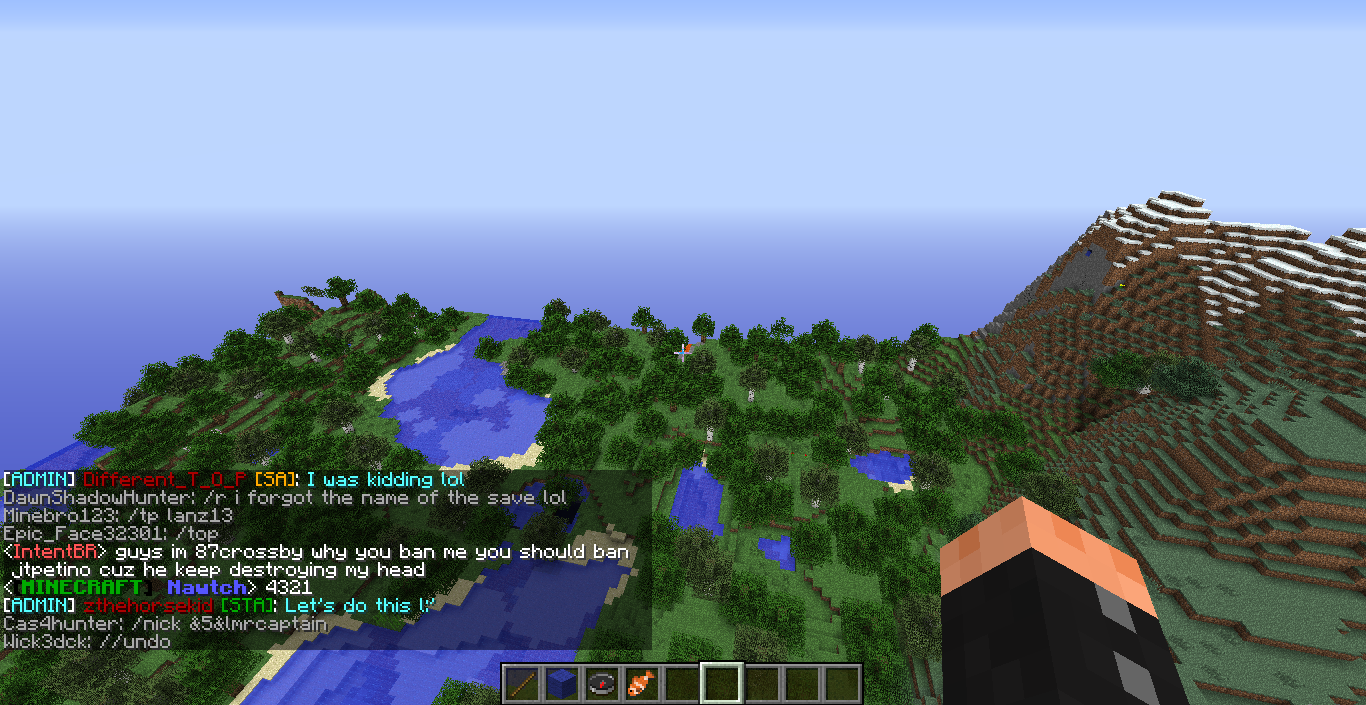 [ADMIN] Different_T_O_P [SA]: I was kidding lol
DawnShadowHunter: /r i forgot the name of the save lol
Minebro123: /tp lanz13
Epic_Face32301: /top
<IntentBR> guys im 87crossby why you ban me you should ban
jtpetino cuz he keep destroying my head
<[MINECRAFT] Nawtch> 4321
[ADMIN] zthehorsekid [STA]: Let's do this
Cas4hunter: /nick &5&lmrcaptain
Wick3dck: //undo